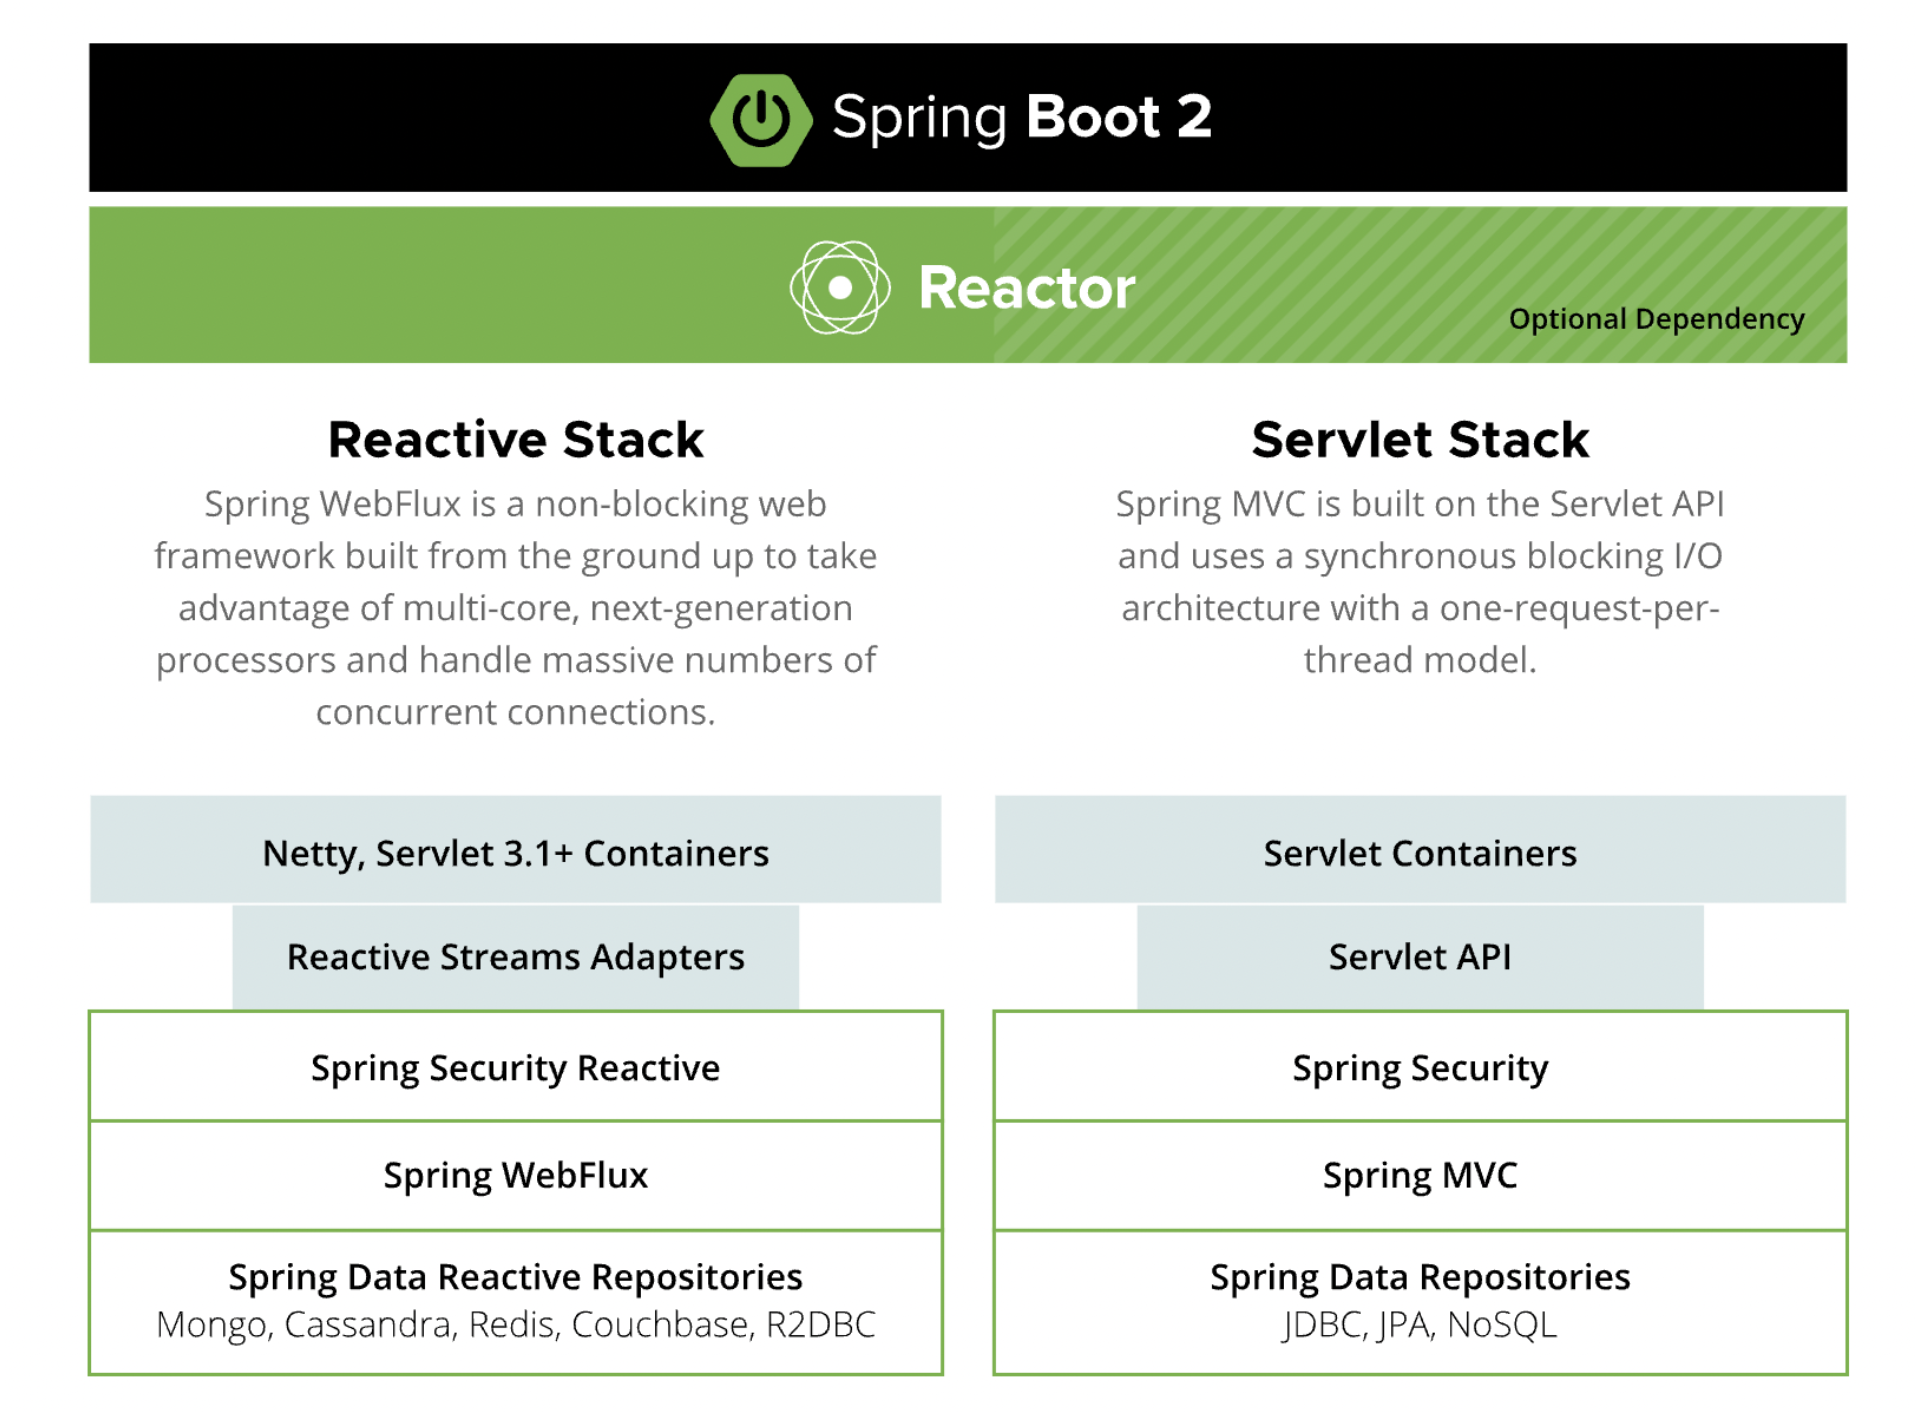 Spring Boot 2
Reactor
Optional Dependency
Reactive Stack
Spring WebFlux is a non-blocking web
framework built from the ground up to take
advantage of multi-core, next-generation
processors and handle massive numbers of
concurrent connections.
Servlet Stack
Spring MVC is built on the Servlet API
and uses a synchronous blocking I/O
architecture with a one-request-per-
thread model.
Netty, Servlet 3.1+ Containers
Reactive Streams Adapters
Spring Security Reactive
Spring WebFlux
Spring Data Reactive Repositories
Mongo, Cassandra, Redis, Couchbase, R2DBC
Servlet Containers
Servlet API
Spring Security
Spring MVC
Spring Data Repositories
JDBC, JPA, NoSQL